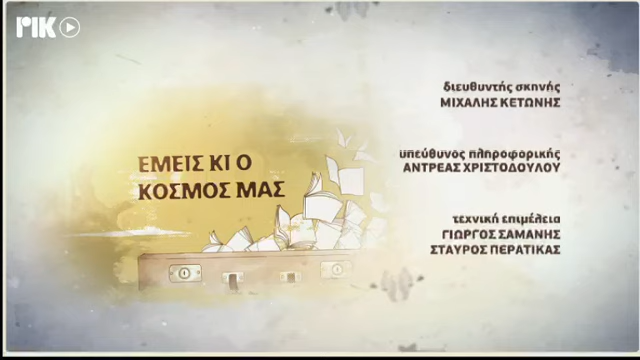 ΡΙΚ
ΕΜΕΙΣ ΚΙ Ο
ΚΟΣΜΟΣ ΜΑΣ
διευθυντής σκηνής
ΜΙΧΑΛΗΣ ΚΕΤΩΝΗΣ
υπεύθυνος πληροφορικής
ΑΝΤΡΕΑΣ ΧΡΙΣΤΟΔΟΥΛΟΥ
τεχνική επιμέλεια
ΓΙΩΡΓΟΣ ΣΑΜΑΝΗΣ
ΣΤΑΥΡΟΣ ΠΕΡΑΤΙΚΑΣ